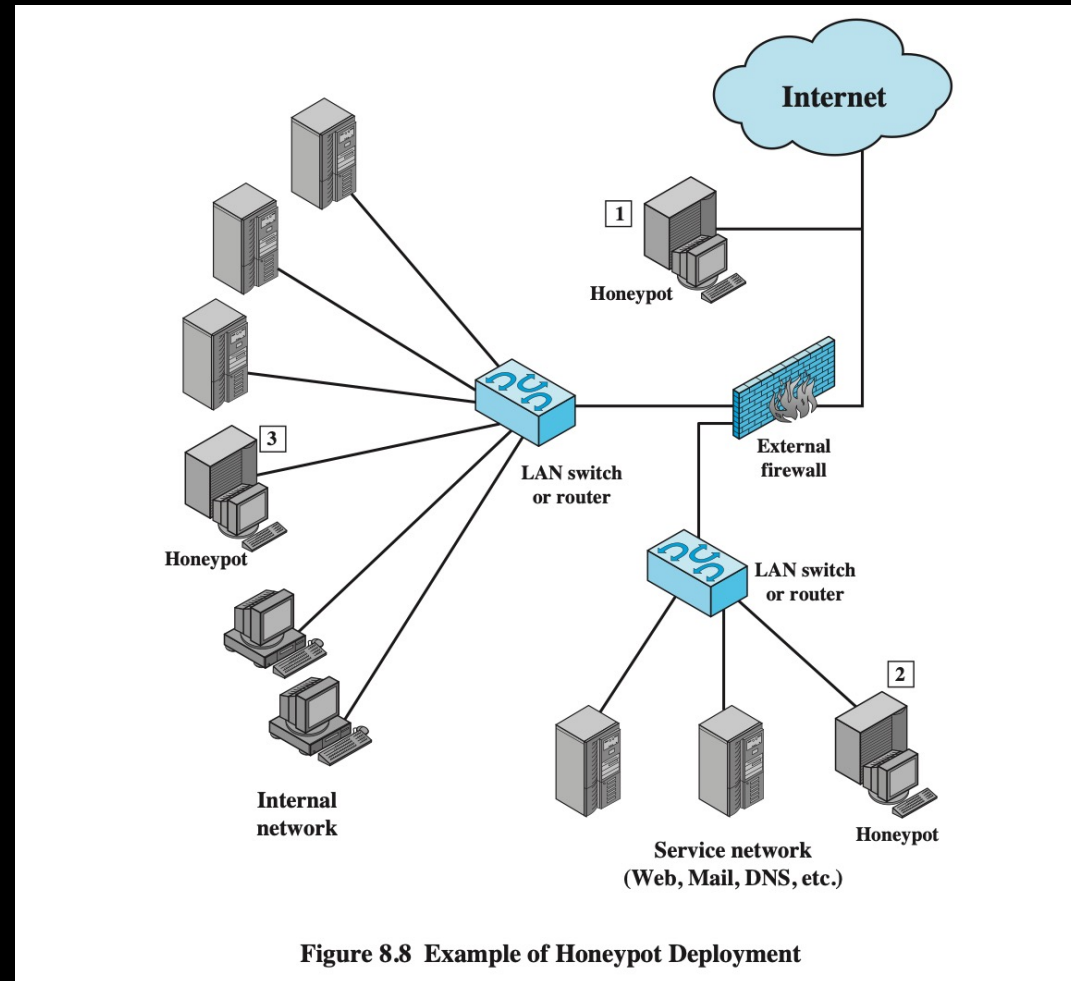 Internet
1
Honeypot
External
firewall
LAN switch
or router
3
Honeypot
LAN switch
or router
2
Honeypot
Internal
network
Service network
(Web, Mail, DNS, etc.)
Figure 8.8 Example of Honeypot Deployment